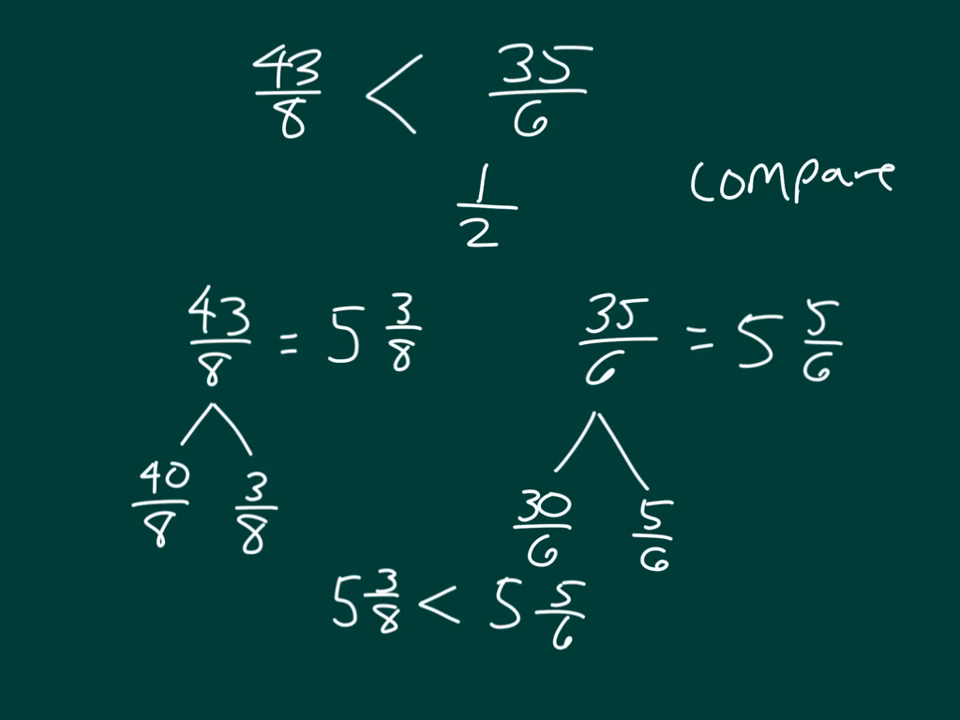 43/8 < 35/6
1/2
compare
43/8 = 5 3/8
35/6 = 5 5/6
40/8 3/8
30/6 5/6
5 3/8 < 5 5/6